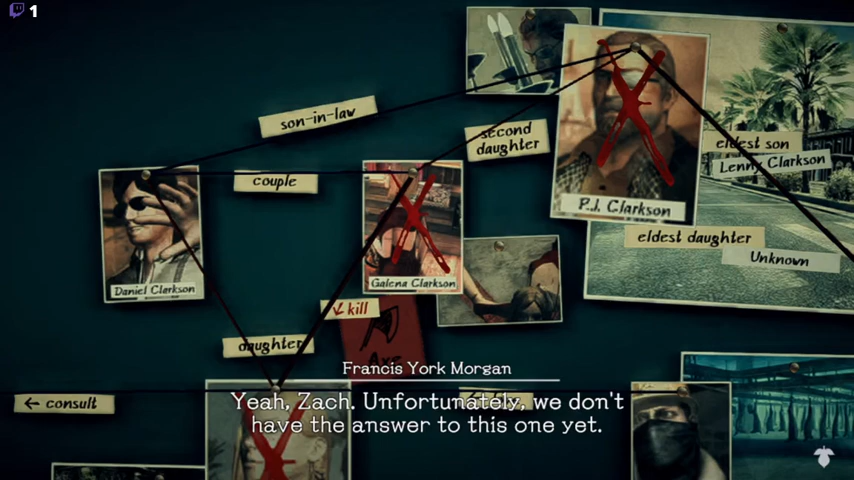 1
son-in-law
second
daughter
eldest son
Lenny Clarkson
couple
P.J. Clarkson
eldest daughter
Unknown
Daniel Clarkson
Galena Clarkson
kill
Axe
daughter
Francis York Morgan
← consult
Yeah, Zach. Unfortunately, we don't
have the answer to this one yet.